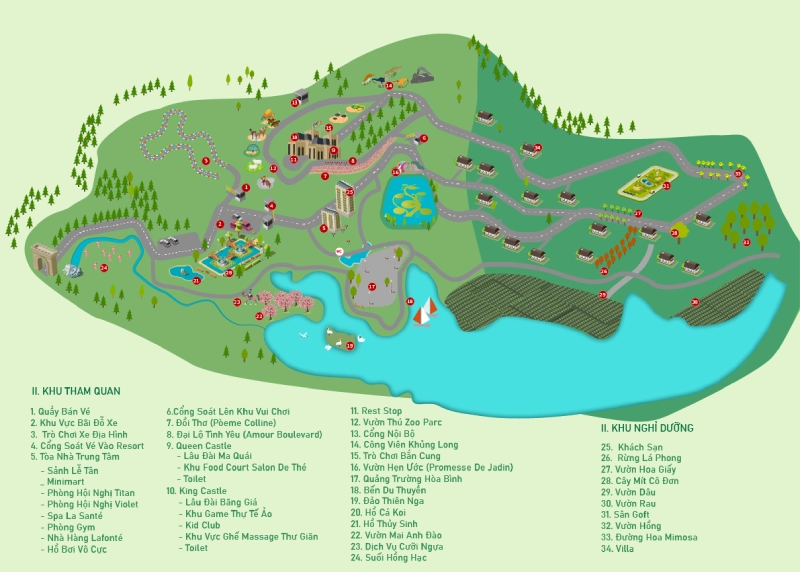 II. KHU THAM QUAN
1. Quầy Bán Vé
2. Khu Vực Bãi Đỗ Xe
3. Trò Chơi Xe Địa Hình
4. Cổng Soát Vé Vào Resort
5. Tòa Nhà Trung Tâm
- Sảnh Lễ Tân
_ Minimart
- Phòng Hội Nghị Titan
- Phòng Hội Nghị Violet
- Spa La Santé
- Phòng Gym
- Nhà Hàng Lafonté
- Hồ Bơi Vô Cực
6.Cổng Soát Lên Khu Vui Chơi
7. Đồi Thơ (Pòeme Colline)
8. Đại Lộ Tình Yêu (Amour Boulevard)
9. Queen Castle
- Lâu Đài Ma Quái
- Khu Food Court Salon De Thé
- Toilet
10. King Castle
- Lâu Đài Băng Giá
- Khu Game Thư Tế Ảo
- Kid Club
- Khu Vực Ghế Massage Thư Giãn
- Toilet
11. Rest Stop
12. Vườn Thú Zoo Parc
13. Cổng Nội Bộ
14. Công Viên Khủng Long
15. Trò Chơi Bắn Cung
16. Vườn Hẹn Ước (Promesse De Jadin)
17. Quảng Trường Hòa Bình
18. Bến Du Thuyền
19. Đảo Thiên Nga
20. Hồ Cá Koi
21. Hồ Thủy Sinh
22. Vườn Mai Anh Đào
23. Dịch Vụ Cưỡi Ngựa
24. Suối Hồng Hạc
II. KHU NGHỈ DƯỠNG
25. Khách Sạn
26. Rừng Lá Phong
27. Vườn Hoa Giấy
28. Cây Mít Cô Đơn
29. Vườn Dâu
30. Vườn Rau
31. Sân Goft
32. Vườn Hồng
33. Đường Hoa Mimosa
34. Villa